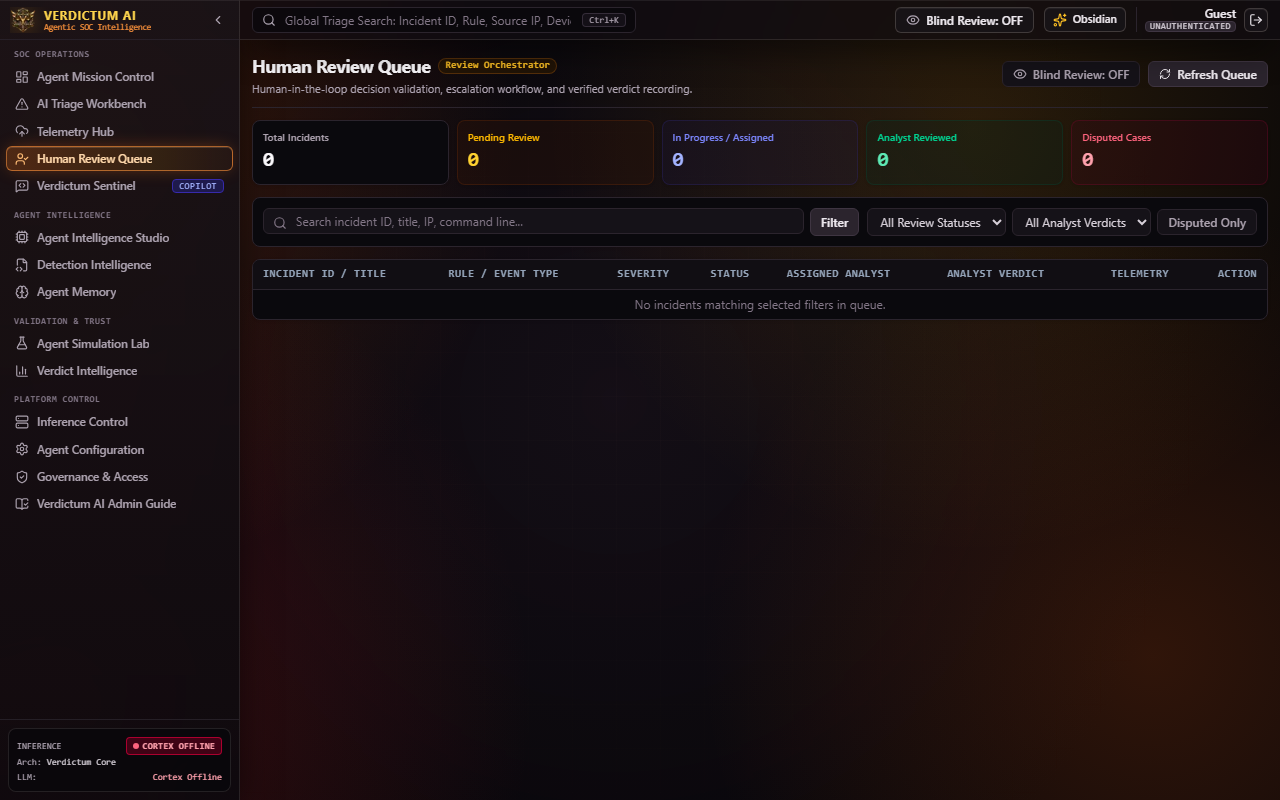 VERDICTUM AI
Agentic SOC Intelligence
Global Triage Search: Incident ID, Rule, Source IP, Devi
Ctrl+K
Blind Review: OFF
Obsidian
Guest
UNAUTHENTICATED
SOC OPERATIONS
Agent Mission Control
AI Triage Workbench
Telemetry Hub
Human Review Queue
Verdictum Sentinel
COPILOT
AGENT INTELLIGENCE
Agent Intelligence Studio
Detection Intelligence
Agent Memory
VALIDATION & TRUST
Agent Simulation Lab
Verdict Intelligence
PLATFORM CONTROL
Inference Control
Agent Configuration
Governance & Access
Verdictum AI Admin Guide
INFERENCE
CORTEX OFFLINE
Arch: Verdictum Core
LLM: Cortex Offline
Human Review Queue
Review Orchestrator
Human-in-the-loop decision validation, escalation workflow, and verified verdict recording.
Blind Review: OFF
Refresh Queue
Total Incidents
0
Pending Review
0
In Progress / Assigned
0
Analyst Reviewed
0
Disputed Cases
0
Search incident ID, title, IP, command line...
Filter
All Review Statuses
All Analyst Verdicts
Disputed Only
INCIDENT ID / TITLE RULE / EVENT TYPE SEVERITY STATUS ASSIGNED ANALYST ANALYST VERDICT TELEMETRY ACTION
No incidents matching selected filters in queue.